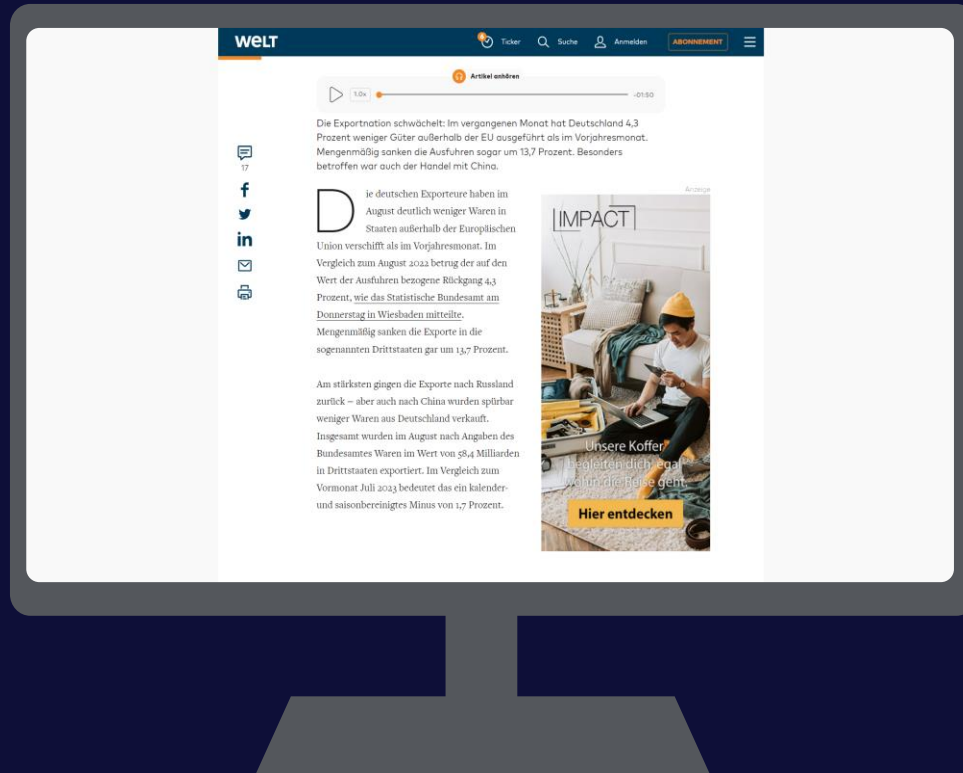 WELT
4
Ticker
Suche
Anmelden
ABONNEMENT
Artikel anhören
1.0x
-01:50
Die Exportnation schwächelt: Im vergangenen Monat hat Deutschland 4,3
Prozent weniger Güter außerhalb der EU ausgeführt als im Vorjahresmonat.
Mengenmäßig sanken die Ausfuhren sogar um 13,7 Prozent. Besonders
betroffen war auch der Handel mit China.
17
Die deutschen Exporteure haben im
August deutlich weniger Waren in
Staaten außerhalb der Europäischen
Union verschifft als im Vorjahresmonat. Im
Vergleich zum August 2022 betrug der auf den
Wert der Ausfuhren bezogene Rückgang 4,3
Prozent, wie das Statistische Bundesamt am
Donnerstag in Wiesbaden mitteilte.
Mengenmäßig sanken die Exporte in die
sogenannten Drittstaaten gar um 13,7 Prozent.
Am stärksten gingen die Exporte nach Russland
zurück – aber auch nach China wurden spürbar
weniger Waren aus Deutschland verkauft.
Insgesamt wurden im August nach Angaben des
Bundesamtes Waren im Wert von 58,4 Milliarden
in Drittstaaten exportiert. Im Vergleich zum
Vormonat Juli 2023 bedeutet das ein kalender-
und saisonbereinigtes Minus von 1,7 Prozent.
Anzeige
IMPACT
Unsere Koffer
begleiten dich, egal
wohin die Reise geht.
Hier entdecken